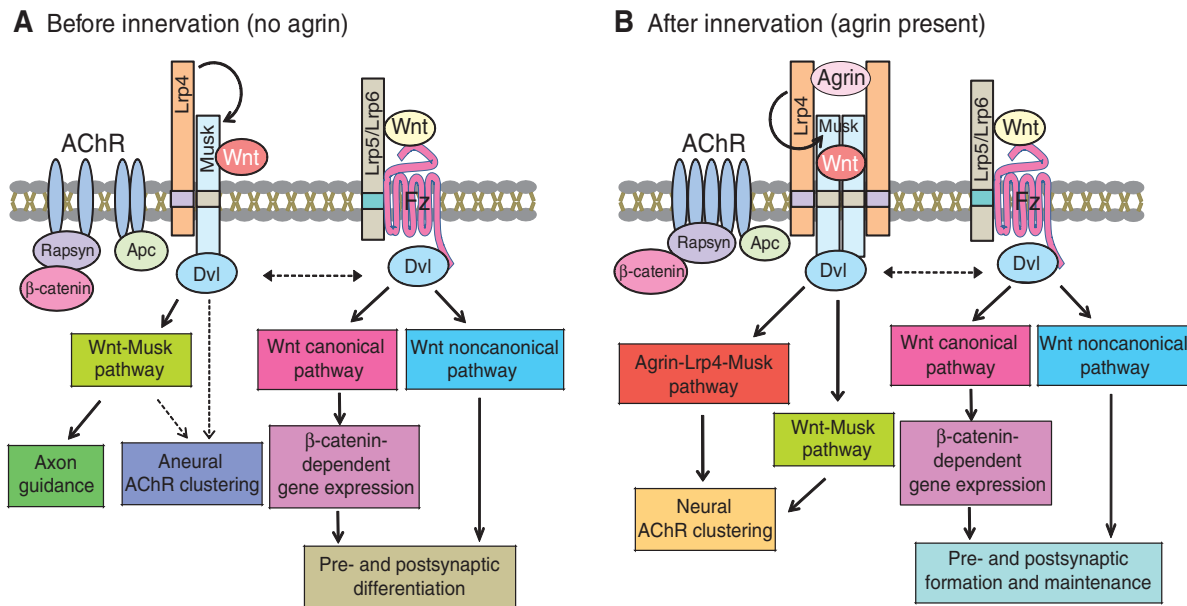 A Before innervation (no agrin)
Lrp4
Musk
Wnt
AChR
Rapsyn
Apc
β-catenin
Dvl
Lrp5/Lrp6
Wnt
Fz
Dvl
Wnt-Musk
pathway
Wnt canonical
pathway
Wnt noncanonical
pathway
Axon
guidance
Aneural
AChR clustering
β-catenin-
dependent
gene expression
Pre- and postsynaptic
differentiation
B After innervation (agrin present)
Lrp4
Agrin
Musk
Wnt
AChR
Rapsyn
Apc
β-catenin
Dvl
Lrp5/Lrp6
Wnt
Fz
Dvl
Agrin-Lrp4-Musk
pathway
Wnt canonical
pathway
Wnt noncanonical
pathway
Wnt-Musk
pathway
β-catenin-
dependent
gene expression
Neural
AChR clustering
Pre- and postsynaptic
formation and maintenance